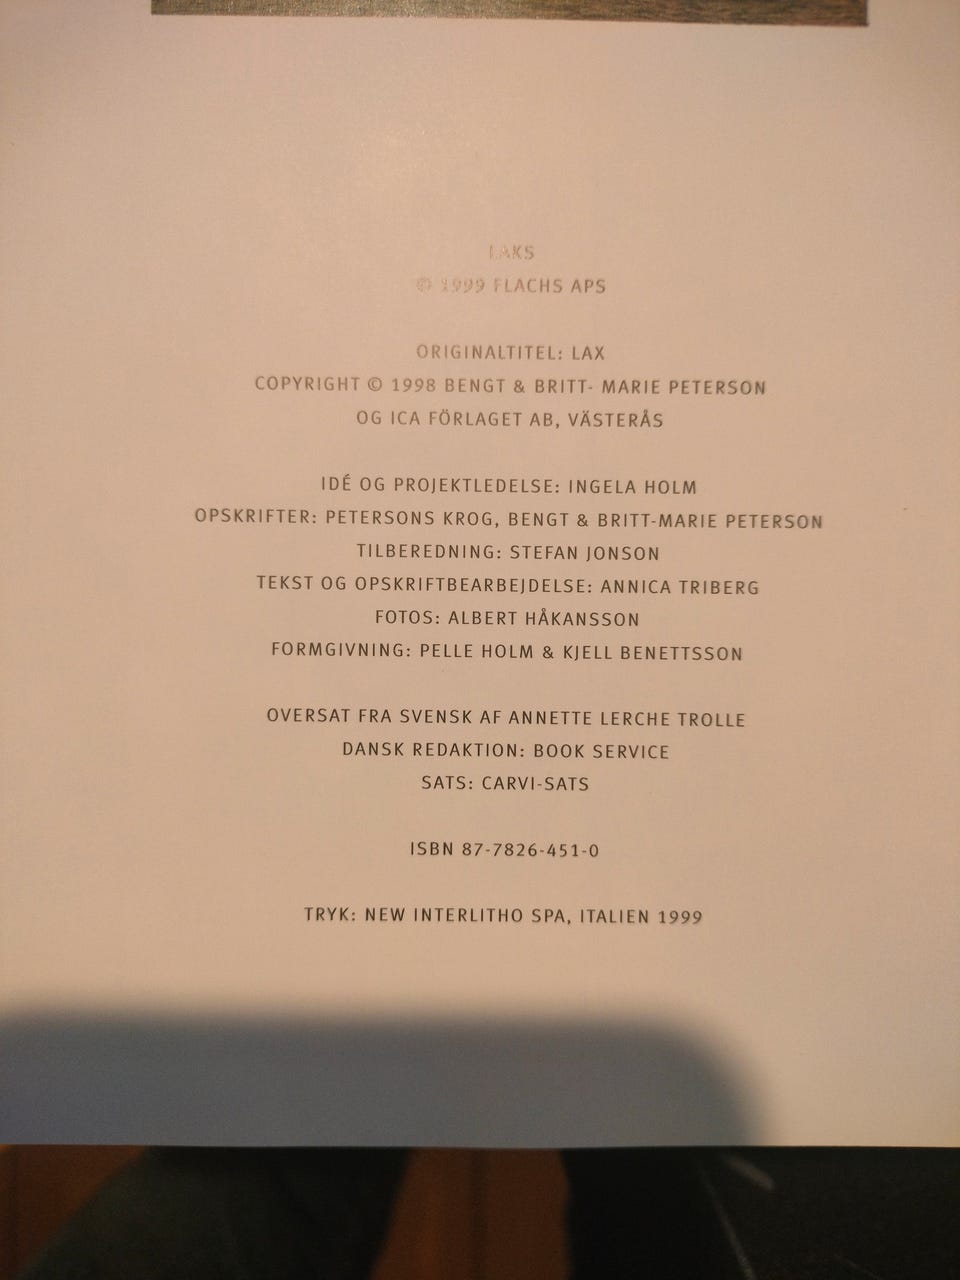 LAKS
© 1999 FLACHS APS
ORIGINALTITEL: LAX
COPYRIGHT © 1998 BENGT & BRITT- MARIE PETERSON
OG ICA FÖRLAGET AB, VÄSTERÅS
IDÉ OG PROJEKTLEDELSE: INGELA HOLM
OPSKRIFTER: PETERSONS KROG, BENGT & BRITT-MARIE PETERSON
TILBEREDNING: STEFAN JONSON
TEKST OG OPSKRIFTBEARBEJDELSE: ANNICA TRIBERG
FOTOS: ALBERT HÅKANSSON
FORMGIVNING: PELLE HOLM & KJELL BENETTSSON
OVERSAT FRA SVENSK AF ANNETTE LERCHE TROLLE
DANSK REDAKTION: BOOK SERVICE
SATS: CARVI-SATS
ISBN 87-7826-451-0
TRYK: NEW INTERLITHO SPA, ITALIEN 1999